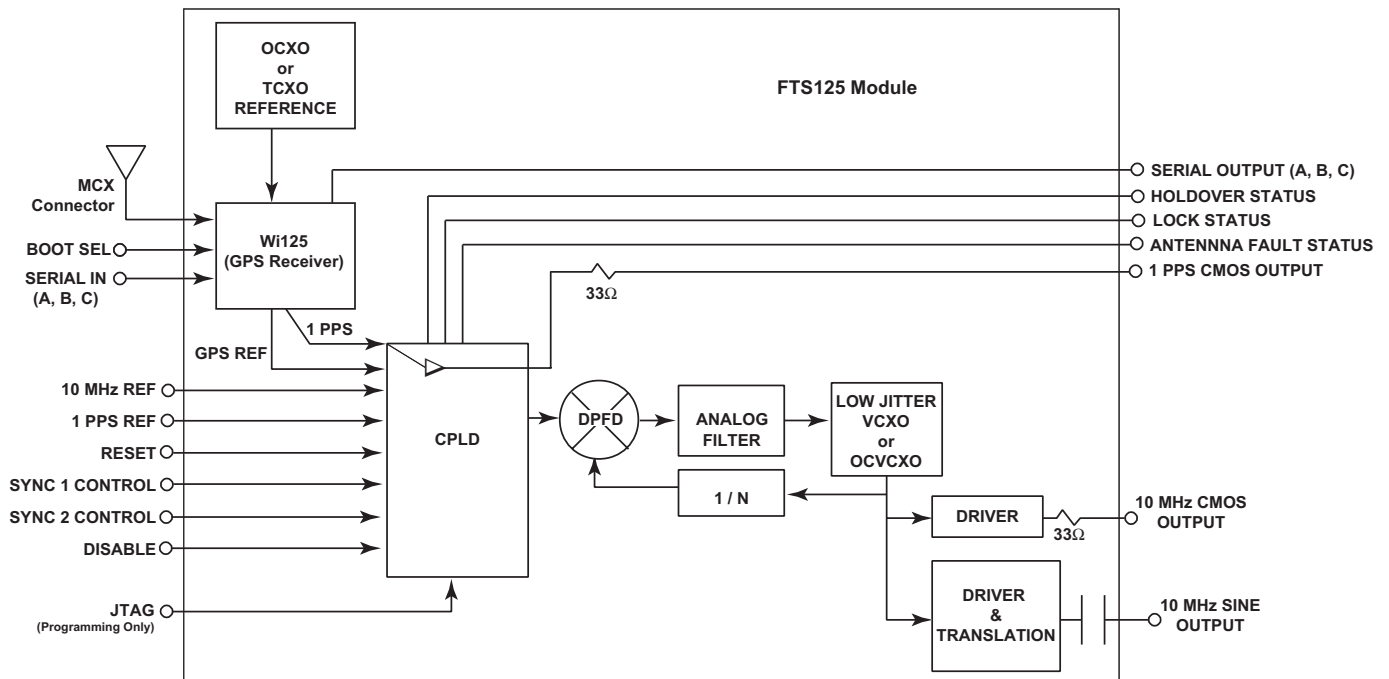 OCXO
or
TCXO
REFERENCE
FTS125 Module
MCX
Connector
BOOT SEL
SERIAL IN
(A, B, C)
Wi125
(GPS Receiver)
SERIAL OUTPUT (A, B, C)
HOLDOVER STATUS
LOCK STATUS
ANTENNNA FAULT STATUS
1 PPS CMOS OUTPUT
33Ω
1 PPS
GPS REF
10 MHz REF
1 PPS REF
RESET
SYNC 1 CONTROL
SYNC 2 CONTROL
DISABLE
JTAG
(Programming Only)
CPLD
DPFD
ANALOG
FILTER
LOW JITTER
VCXO
or
OCVCXO
1 / N
DRIVER
33Ω
10 MHz CMOS
OUTPUT
DRIVER
&
TRANSLATION
10 MHz SINE
OUTPUT